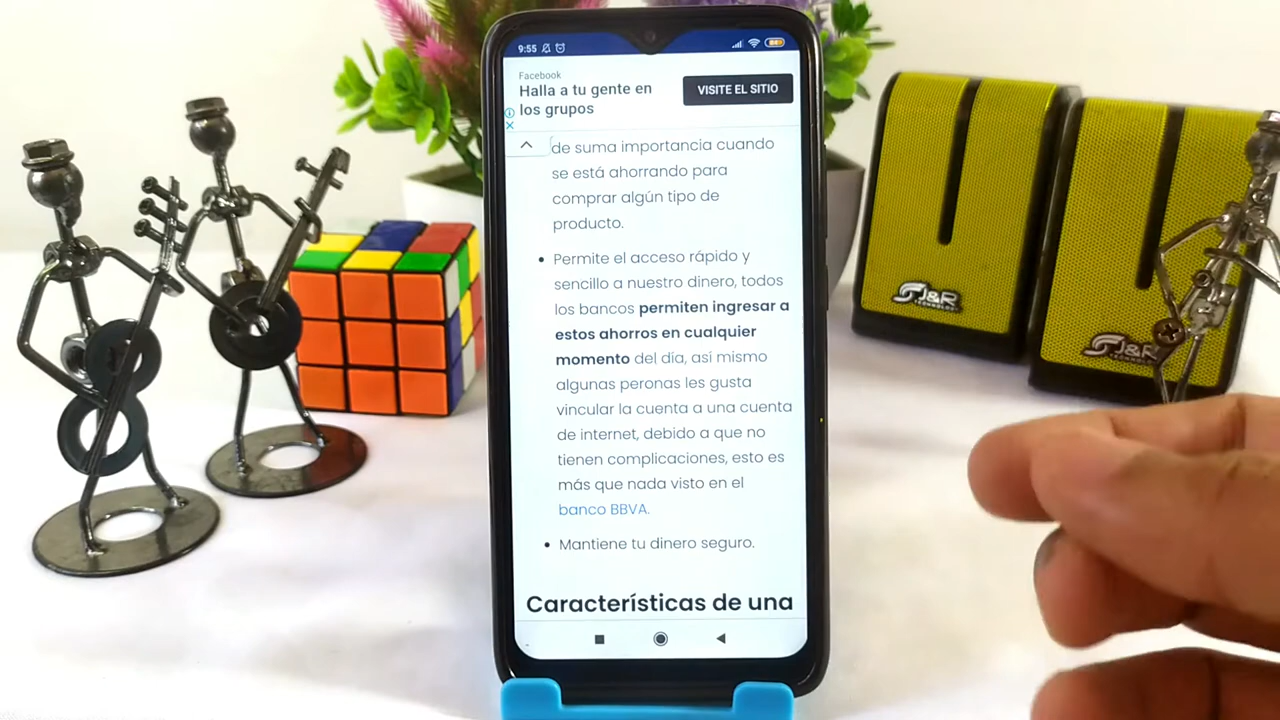 9:55
84
Facebook
Halla a tu gente en
los grupos
VISITE EL SITIO
de suma importancia cuando
se está ahorrando para
comprar algún tipo de
producto.
• Permite el acceso rápido y
sencillo a nuestro dinero, todos
los bancos permiten ingresar a
estos ahorros en cualquier
momento del día, así mismo
algunas peronas les gusta
vincular la cuenta a una cuenta
de internet, debido a que no
tienen complicaciones, esto es
más que nada visto en el
banco BBVA.
• Mantiene tu dinero seguro.
Características de una
J&R
TECHNOLOGY
J&R